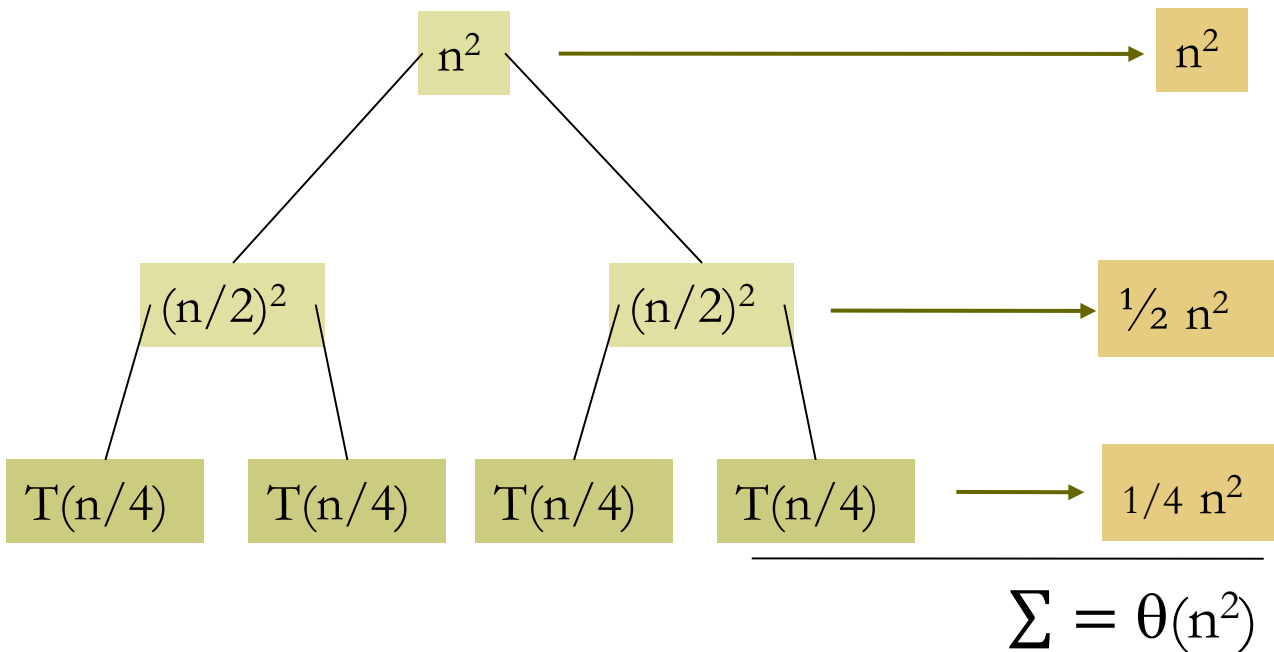 n² n²
(n/2)² (n/2)² ½ n²
T(n/4) T(n/4) T(n/4) T(n/4) 1/4 n²
∑ = θ(n²)